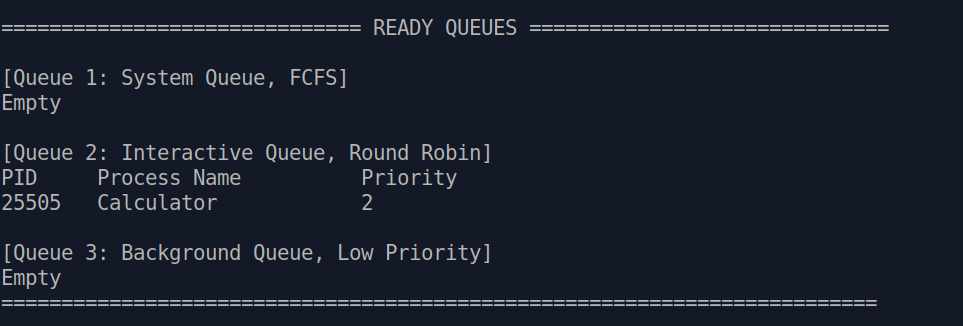 ============================== READY QUEUES ==============================
[Queue 1: System Queue, FCFS]
Empty
[Queue 2: Interactive Queue, Round Robin]
PID     Process Name          Priority
25505   Calculator            2
[Queue 3: Background Queue, Low Priority]
Empty
=========================================================================